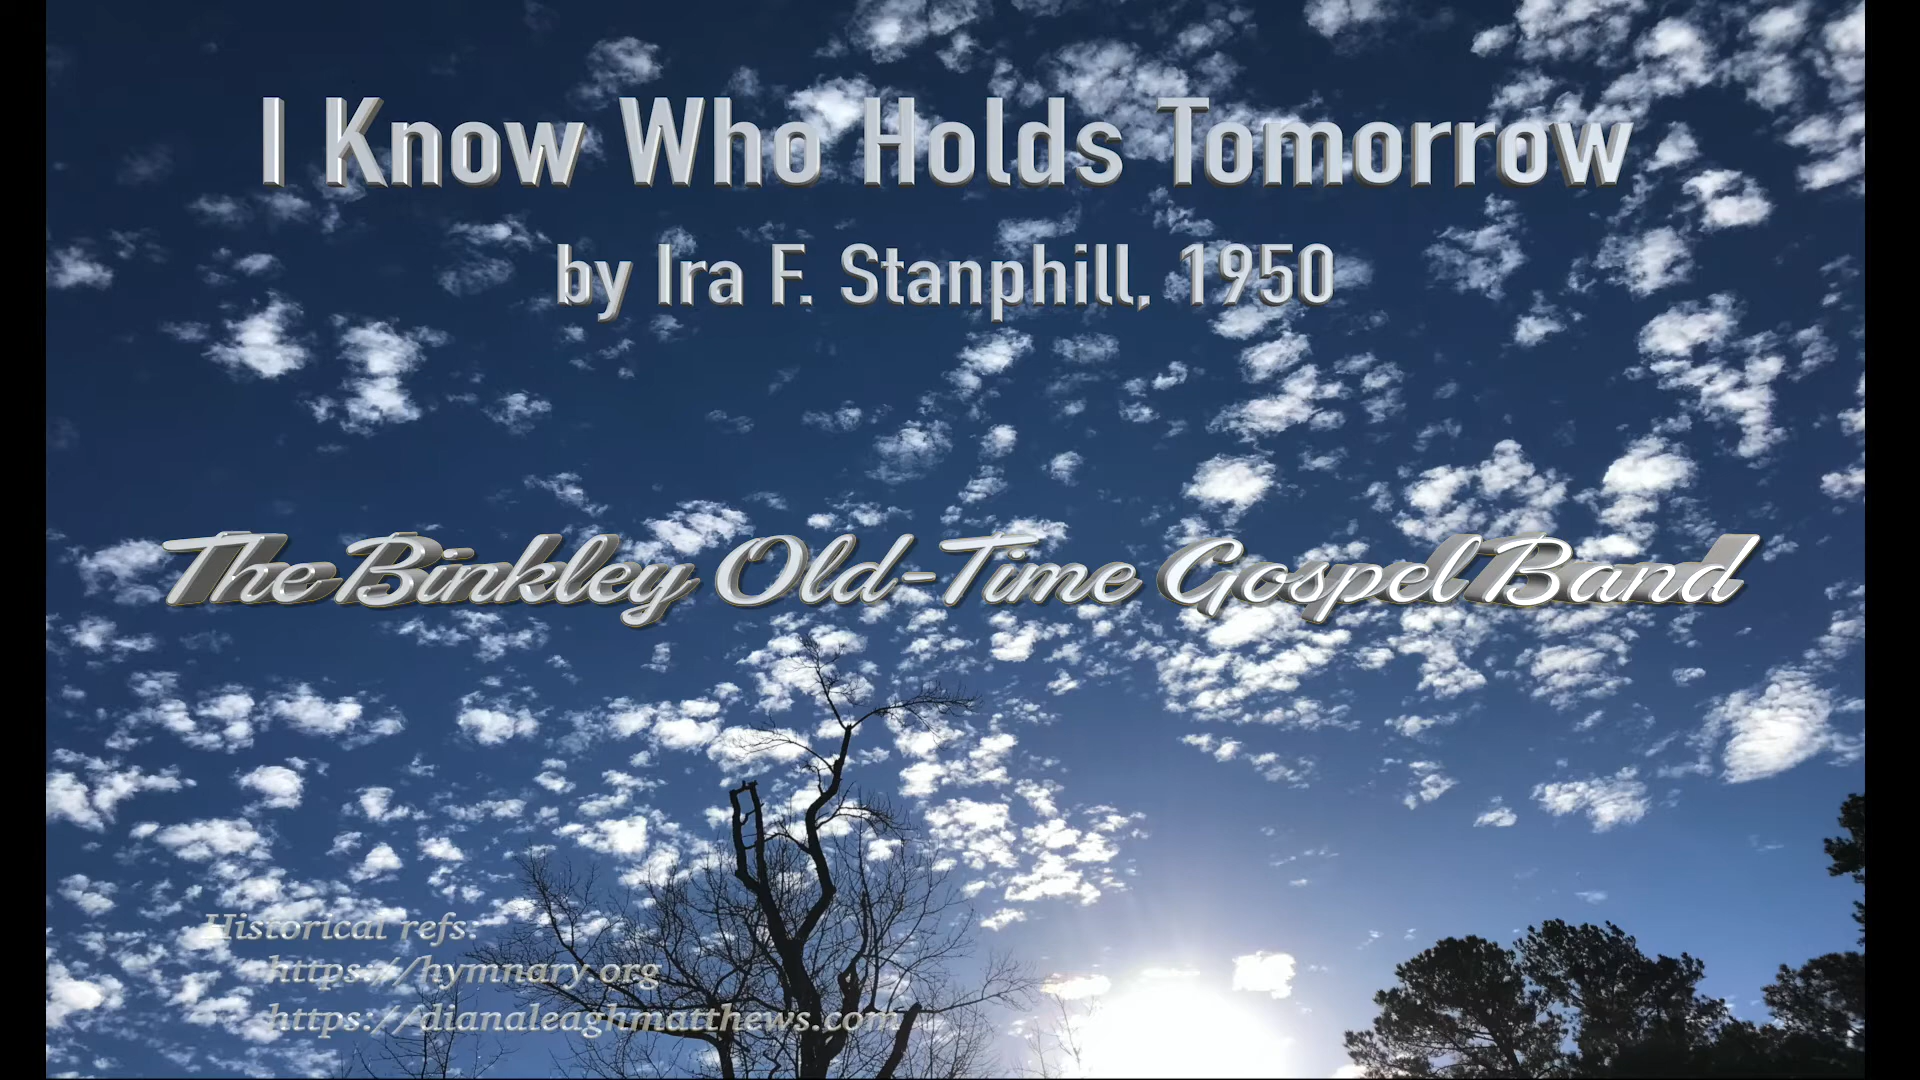 I Know Who Holds Tomorrow
by Ira F. Stanphill, 1950
The Binkley Old-Time Gospel Band
Historical refs:
https://hymnary.org
https://dianaleaghmatthews.com